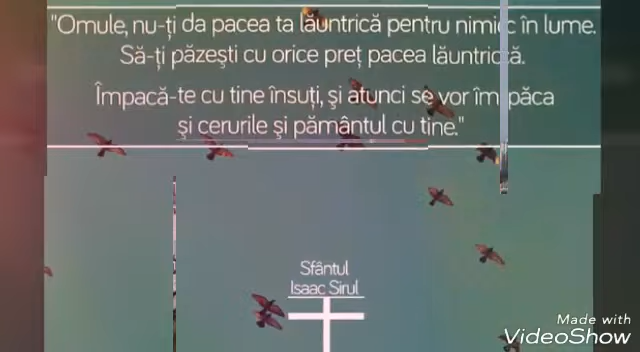 "Omule, nu-ți da pacea ta lăuntrică pentru nimic în lume.
Să-ți păzești cu orice preț pacea lăuntrică.
Împacă-te cu tine însuți, și atunci se vor împăca
și cerurile și pământul cu tine."
Sfântul
Isaac Sirul
Made with
VideoShow